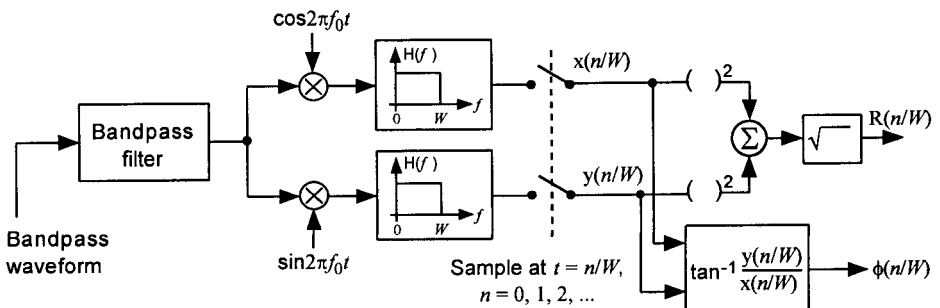 cos2πf₀t
H(f)
0
W
f
x(n/W)
( )²
Bandpass
filter
Σ
√
R(n/W)
H(f)
0
W
f
y(n/W)
( )²
sin2πf₀t
Bandpass
waveform
Sample at t = n/W,
n = 0, 1, 2, ...
tan⁻¹ y(n/W)/x(n/W)
ϕ(n/W)